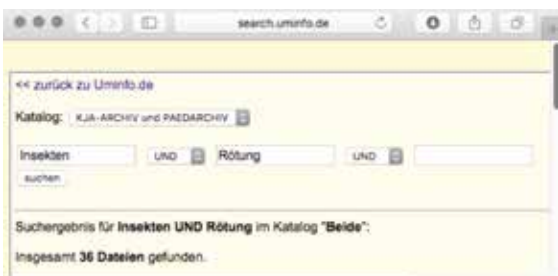 search.uminfo.de
<< zurück zu Uminfo.de
Katalog: KJA-ARCHIV und PAEDARCHIV
Insekten UND Rötung UND
suchen
Suchergebnis für Insekten UND Rötung im Katalog "Beide":
Insgesamt 36 Dateien gefunden.